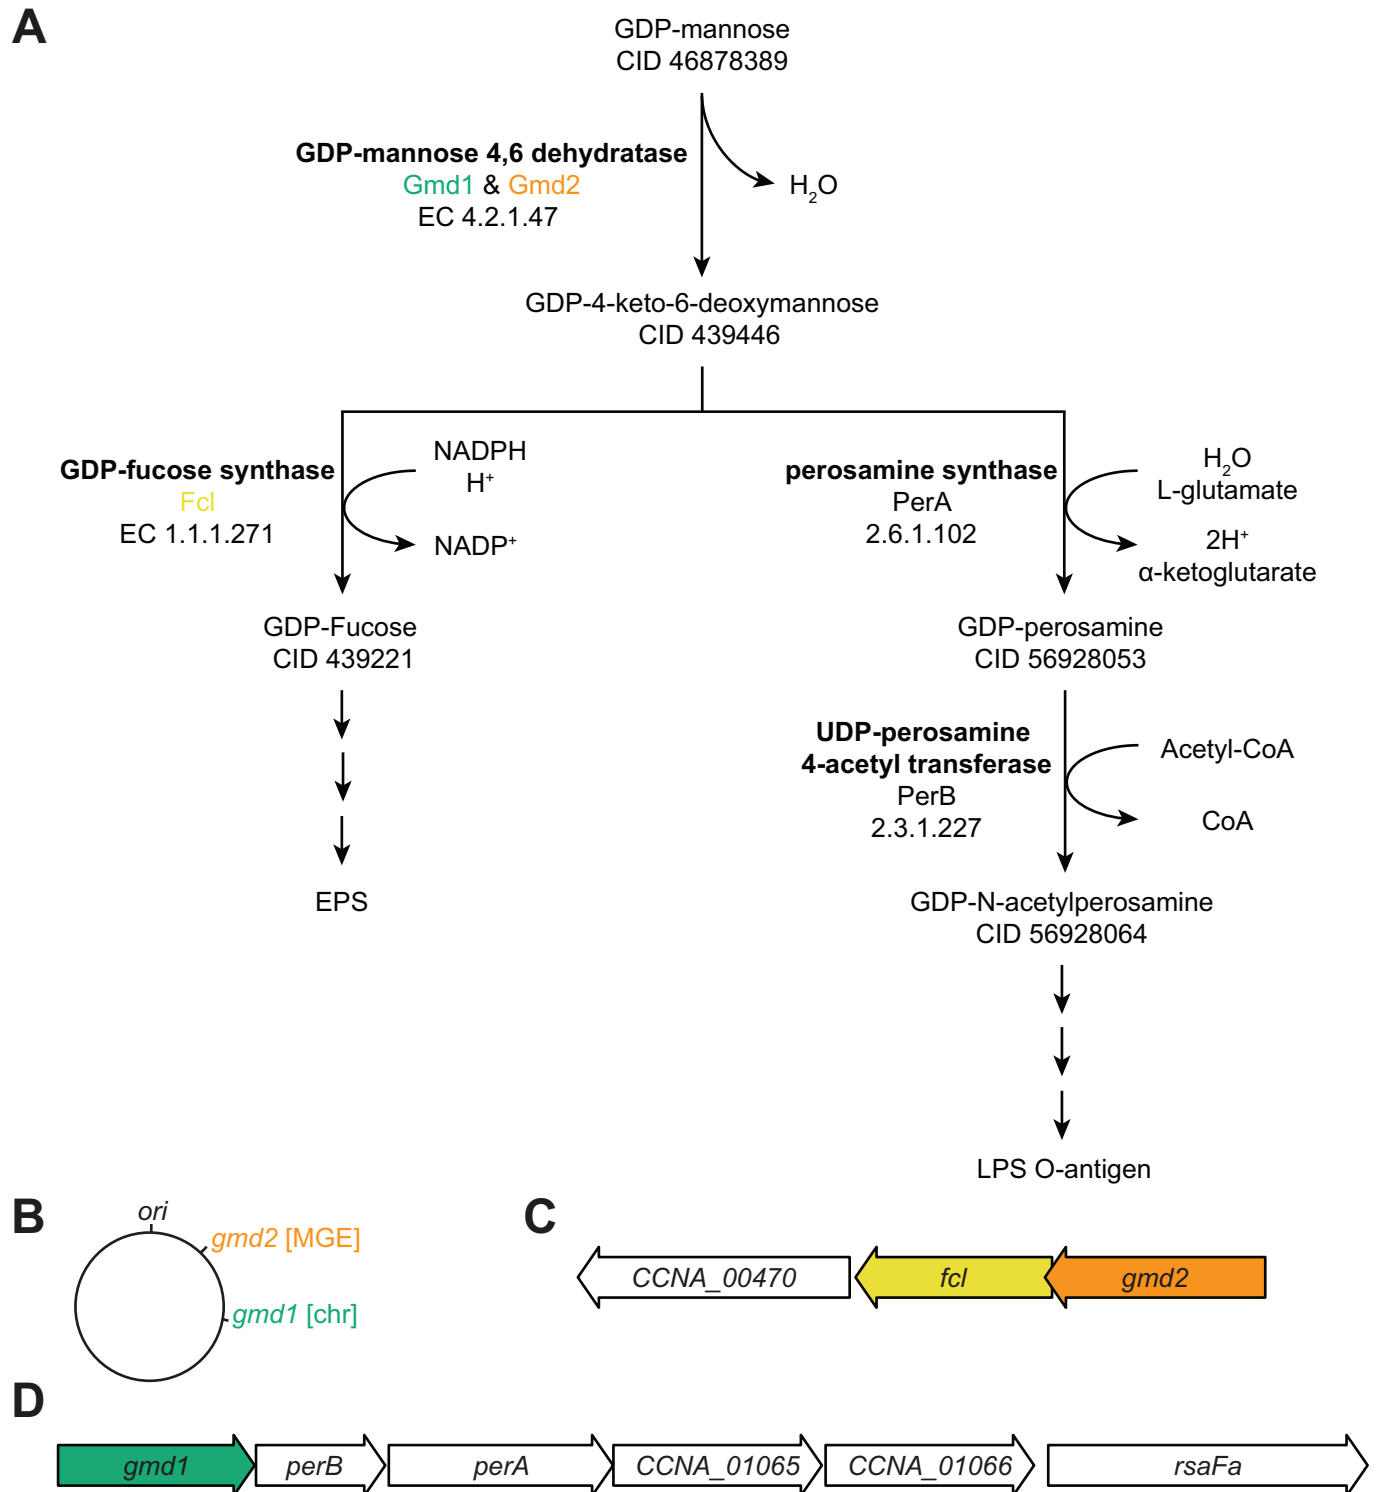 A
GDP-mannose
CID 46878389
GDP-mannose 4,6 dehydratase
Gmd1 & Gmd2
EC 4.2.1.47
H₂O
GDP-4-keto-6-deoxymannose
CID 439446
GDP-fucose synthase
Fcl
EC 1.1.1.271
NADPH
H⁺
NADP⁺
perosamine synthase
PerA
2.6.1.102
H₂O
L-glutamate
2H⁺
α-ketoglutarate
GDP-Fucose
CID 439221
GDP-perosamine
CID 56928053
UDP-perosamine
4-acetyl transferase
PerB
2.3.1.227
Acetyl-CoA
CoA
EPS
GDP-N-acetylperosamine
CID 56928064
LPS O-antigen
B
ori
gmd2 [MGE]
gmd1 [chr]
C
CCNA_00470
fcl
gmd2
D
gmd1
perB
perA
CCNA_01065
CCNA_01066
rsaFa